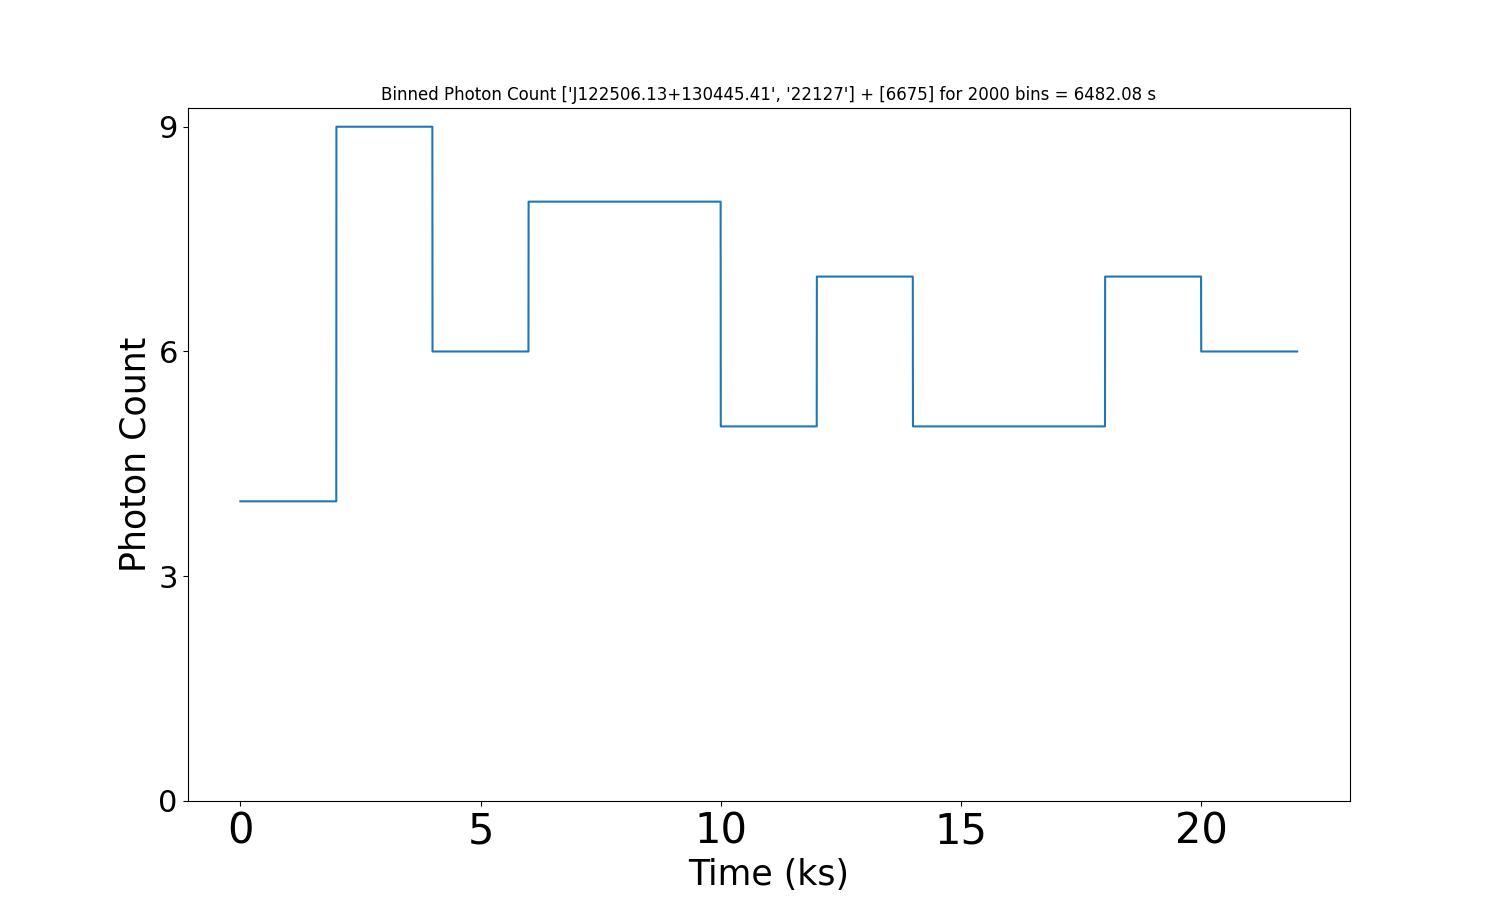 Binned Photon Count ['J122506.13+130445.41', '22127'] + [6675] for 2000 bins = 6482.08 s
9
6
3
0
Photon Count
0 5 10 15 20
Time (ks)